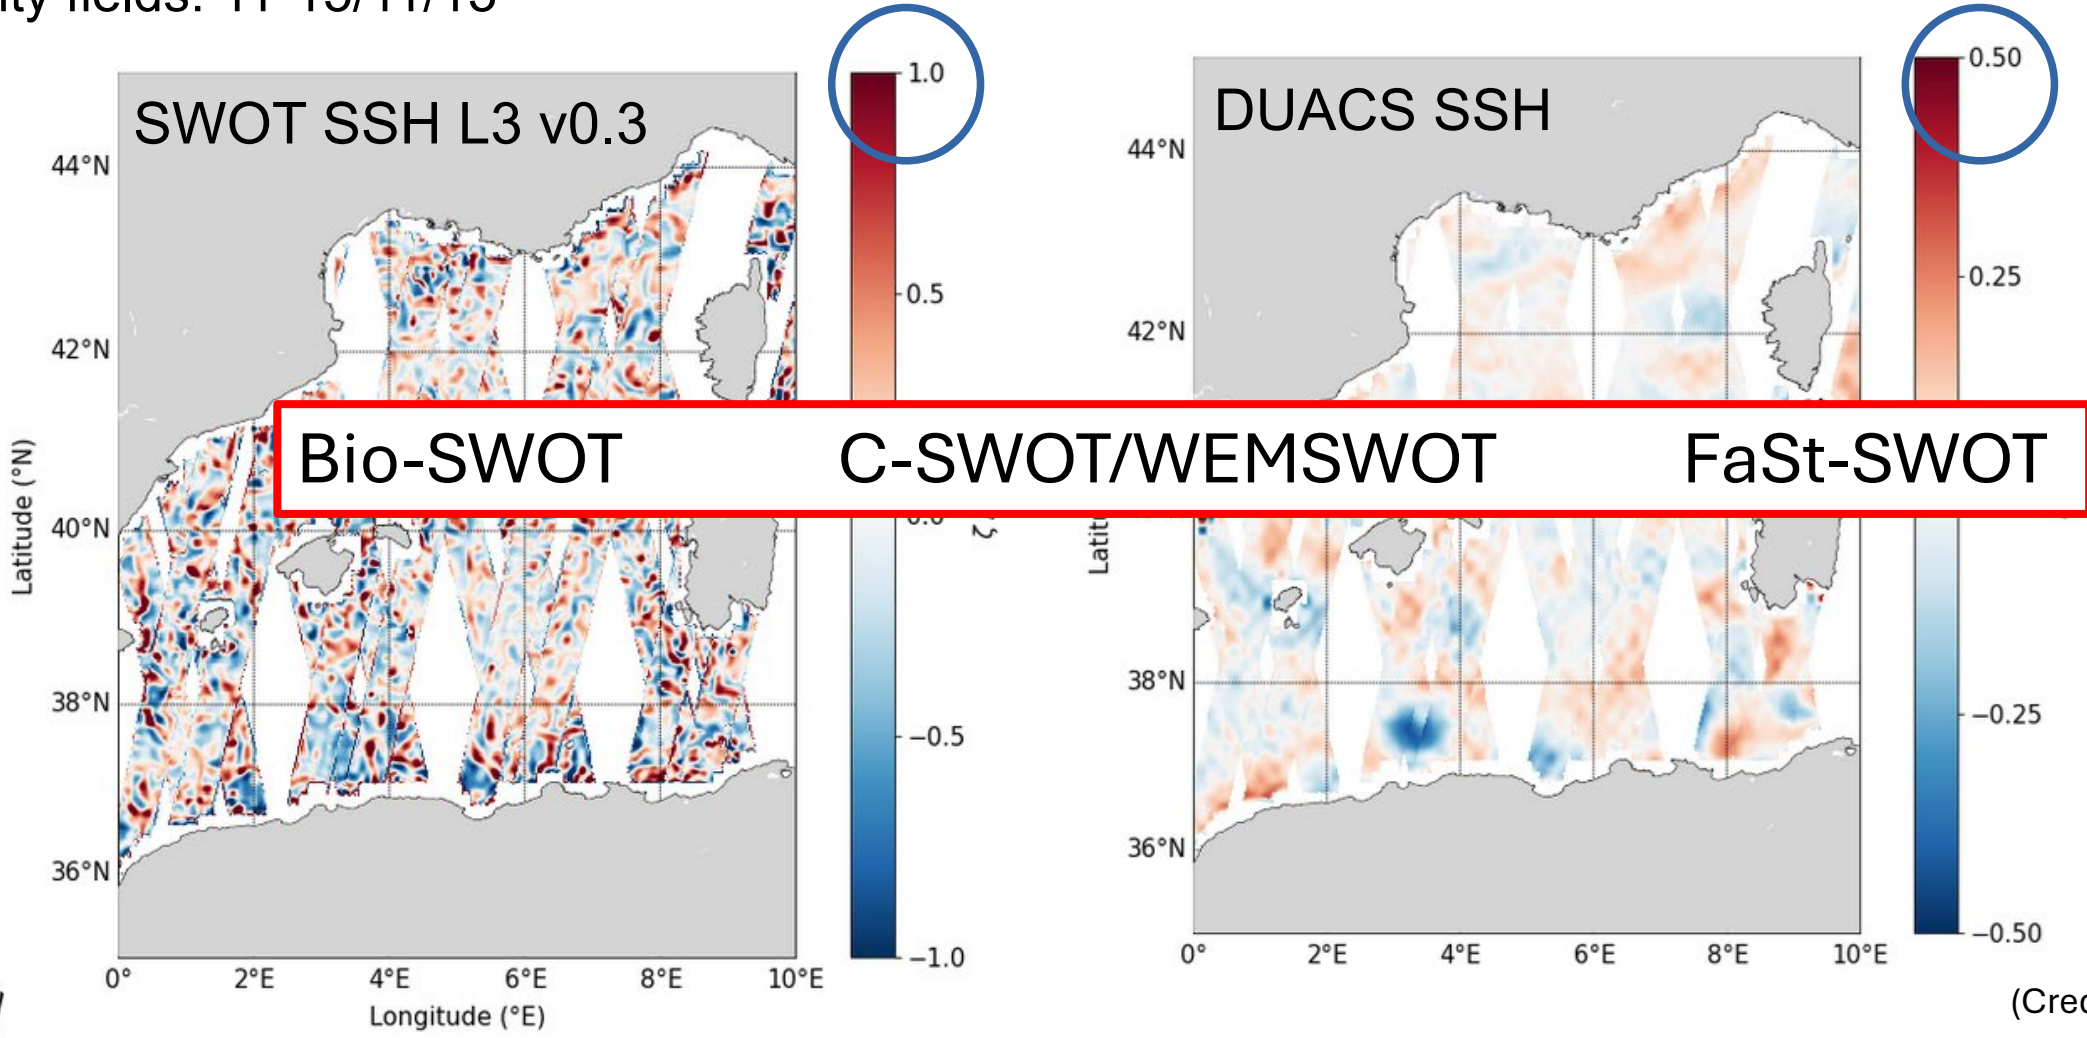 SWOT SSH L3 v0.3
1.0
0.5
−0.5
−1.0
44°N
42°N
40°N
38°N
36°N
Latitude (°N)
0°
2°E
4°E
6°E
8°E
10°E
Longitude (°E)
ζ
DUACS SSH
0.50
0.25
−0.25
−0.50
44°N
42°N
38°N
36°N
0°
2°E
4°E
6°E
8°E
10°E
Bio-SWOT C-SWOT/WEMSWOT FaSt-SWOT